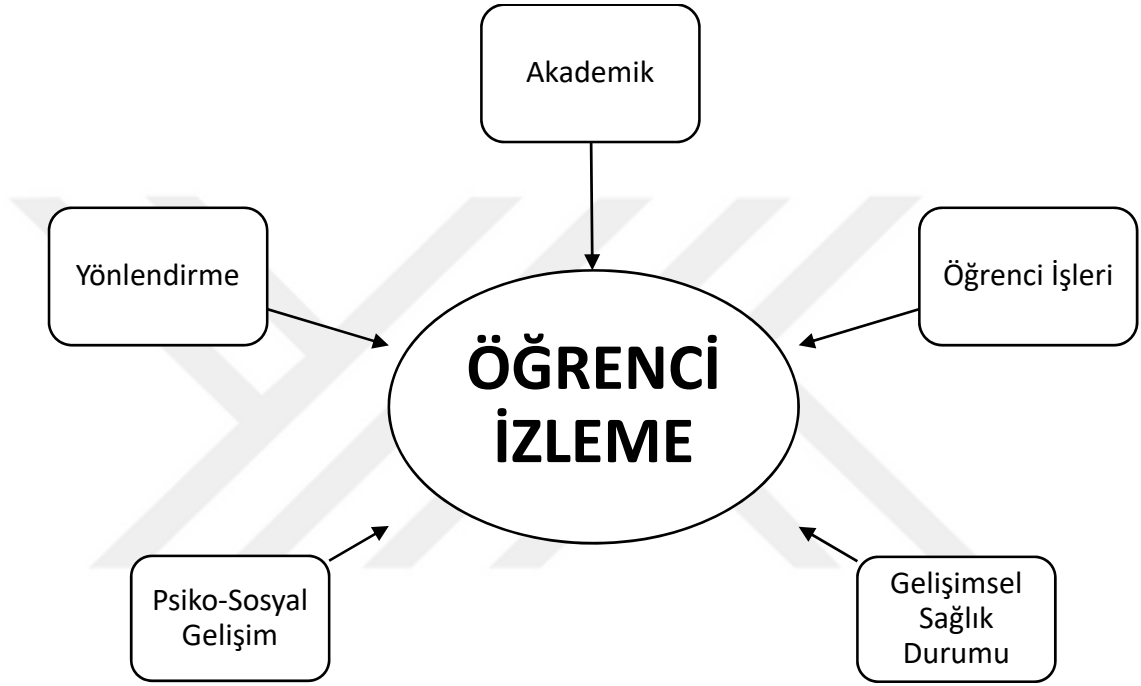 Akademik
Yönlendirme
Öğrenci İşleri
ÖĞRENCİ
İZLEME
Psiko-Sosyal
Gelişim
Gelişimsel
Sağlık
Durumu